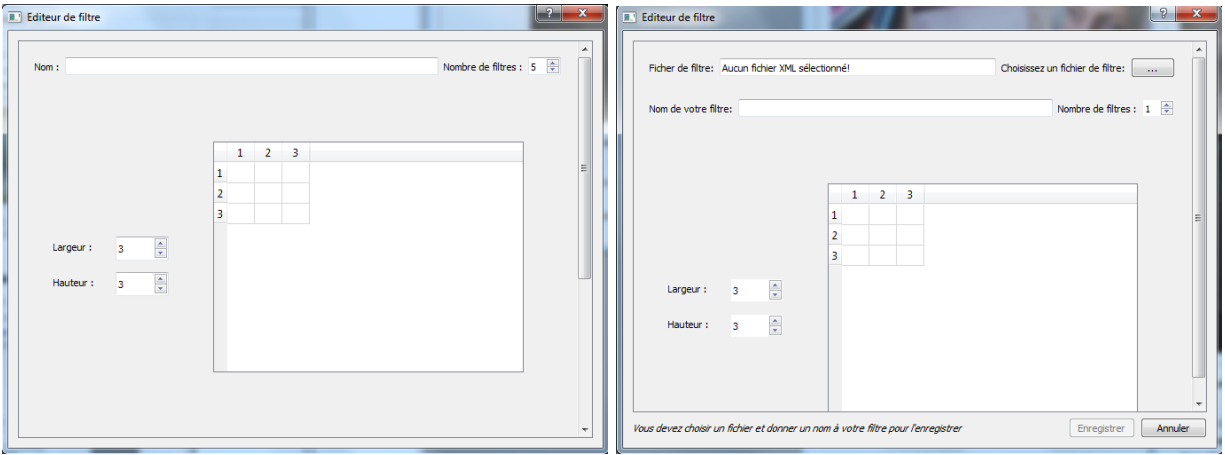 Editeur de filtre
Nom : Nombre de filtres : 5
1 2 3
1
2
3
Largeur : 3
Hauteur : 3
Editeur de filtre
Ficher de filtre: Aucun fichier XML sélectionné! Choisissez un fichier de filtre: ...
Nom de votre filtre: Nombre de filtres : 1
1 2 3
1
2
3
Largeur : 3
Hauteur : 3
Vous devez choisir un fichier et donner un nom à votre filtre pour l'enregistrer Enregistrer Annuler